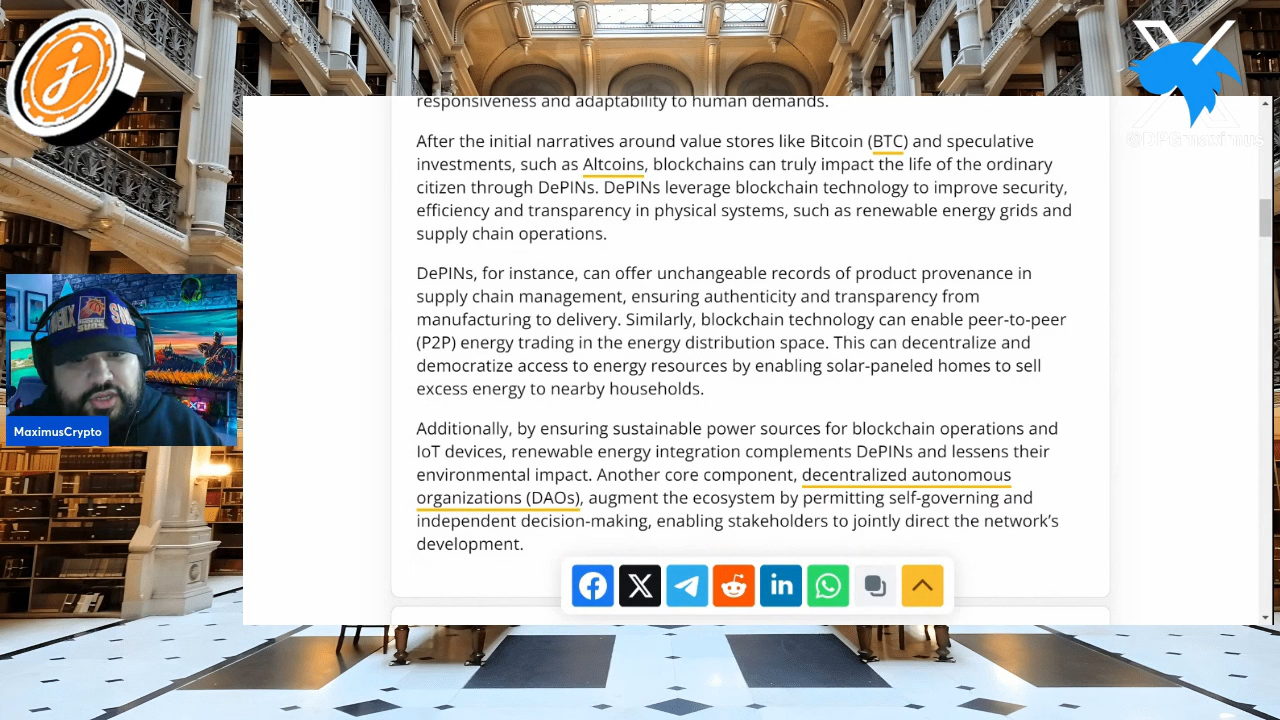 responsiveness and adaptability to human demands.
After the initial narratives around value stores like Bitcoin (BTC) and speculative
investments, such as Altcoins, blockchains can truly impact the life of the ordinary
citizen through DePINs. DePINs leverage blockchain technology to improve security,
efficiency and transparency in physical systems, such as renewable energy grids and
supply chain operations.
DePINs, for instance, can offer unchangeable records of product provenance in
supply chain management, ensuring authenticity and transparency from
manufacturing to delivery. Similarly, blockchain technology can enable peer-to-peer
(P2P) energy trading in the energy distribution space. This can decentralize and
democratize access to energy resources by enabling solar-paneled homes to sell
excess energy to nearby households.
Additionally, by ensuring sustainable power sources for blockchain operations and
IoT devices, renewable energy integration complements DePINs and lessens their
environmental impact. Another core component, decentralized autonomous
organizations (DAOs), augment the ecosystem by permitting self-governing and
independent decision-making, enabling stakeholders to jointly direct the network's
development.
in
j
X
@DPGmaximus
SUNS
MaximusCrypto